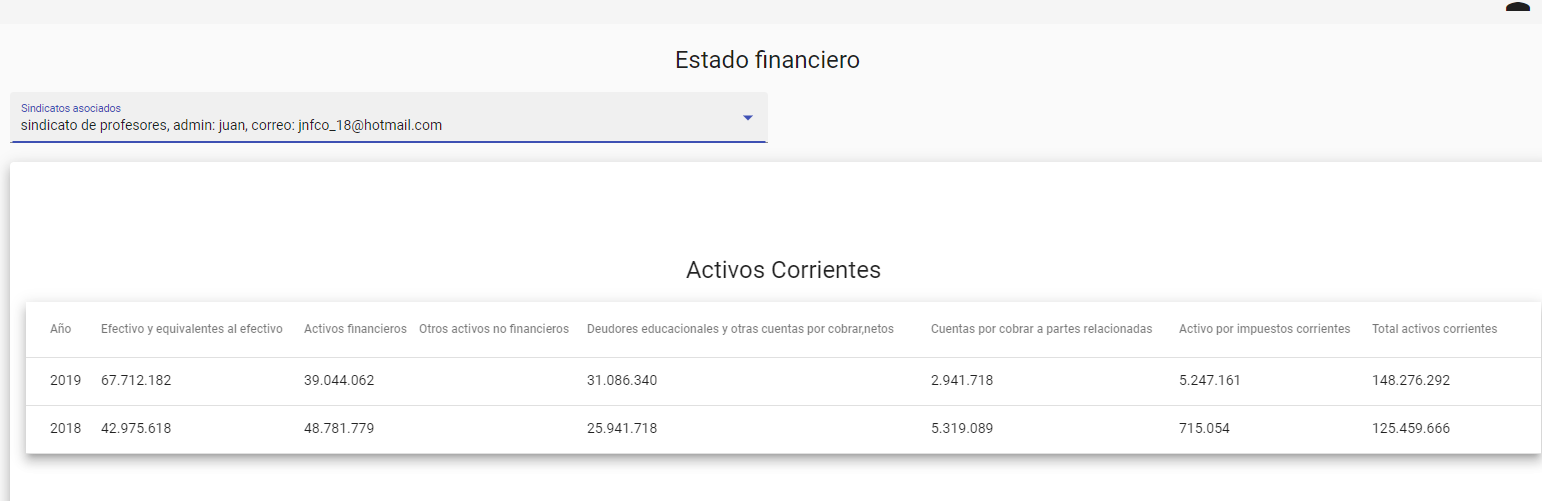 Estado financiero
Sindicatos asociados
sindicato de profesores, admin: juan, correo: jnfco_18@hotmail.com
Activos Corrientes
Año Efectivo y equivalentes al efectivo Activos financieros Otros activos no financieros Deudores educacionales y otras cuentas por cobrar,netos Cuentas por cobrar a partes relacionadas Activo por impuestos corrientes Total activos corrientes
2019 67.712.182 39.044.062 31.086.340 2.941.718 5.247.161 148.276.292
2018 42.975.618 48.781.779 25.941.718 5.319.089 715.054 125.459.666